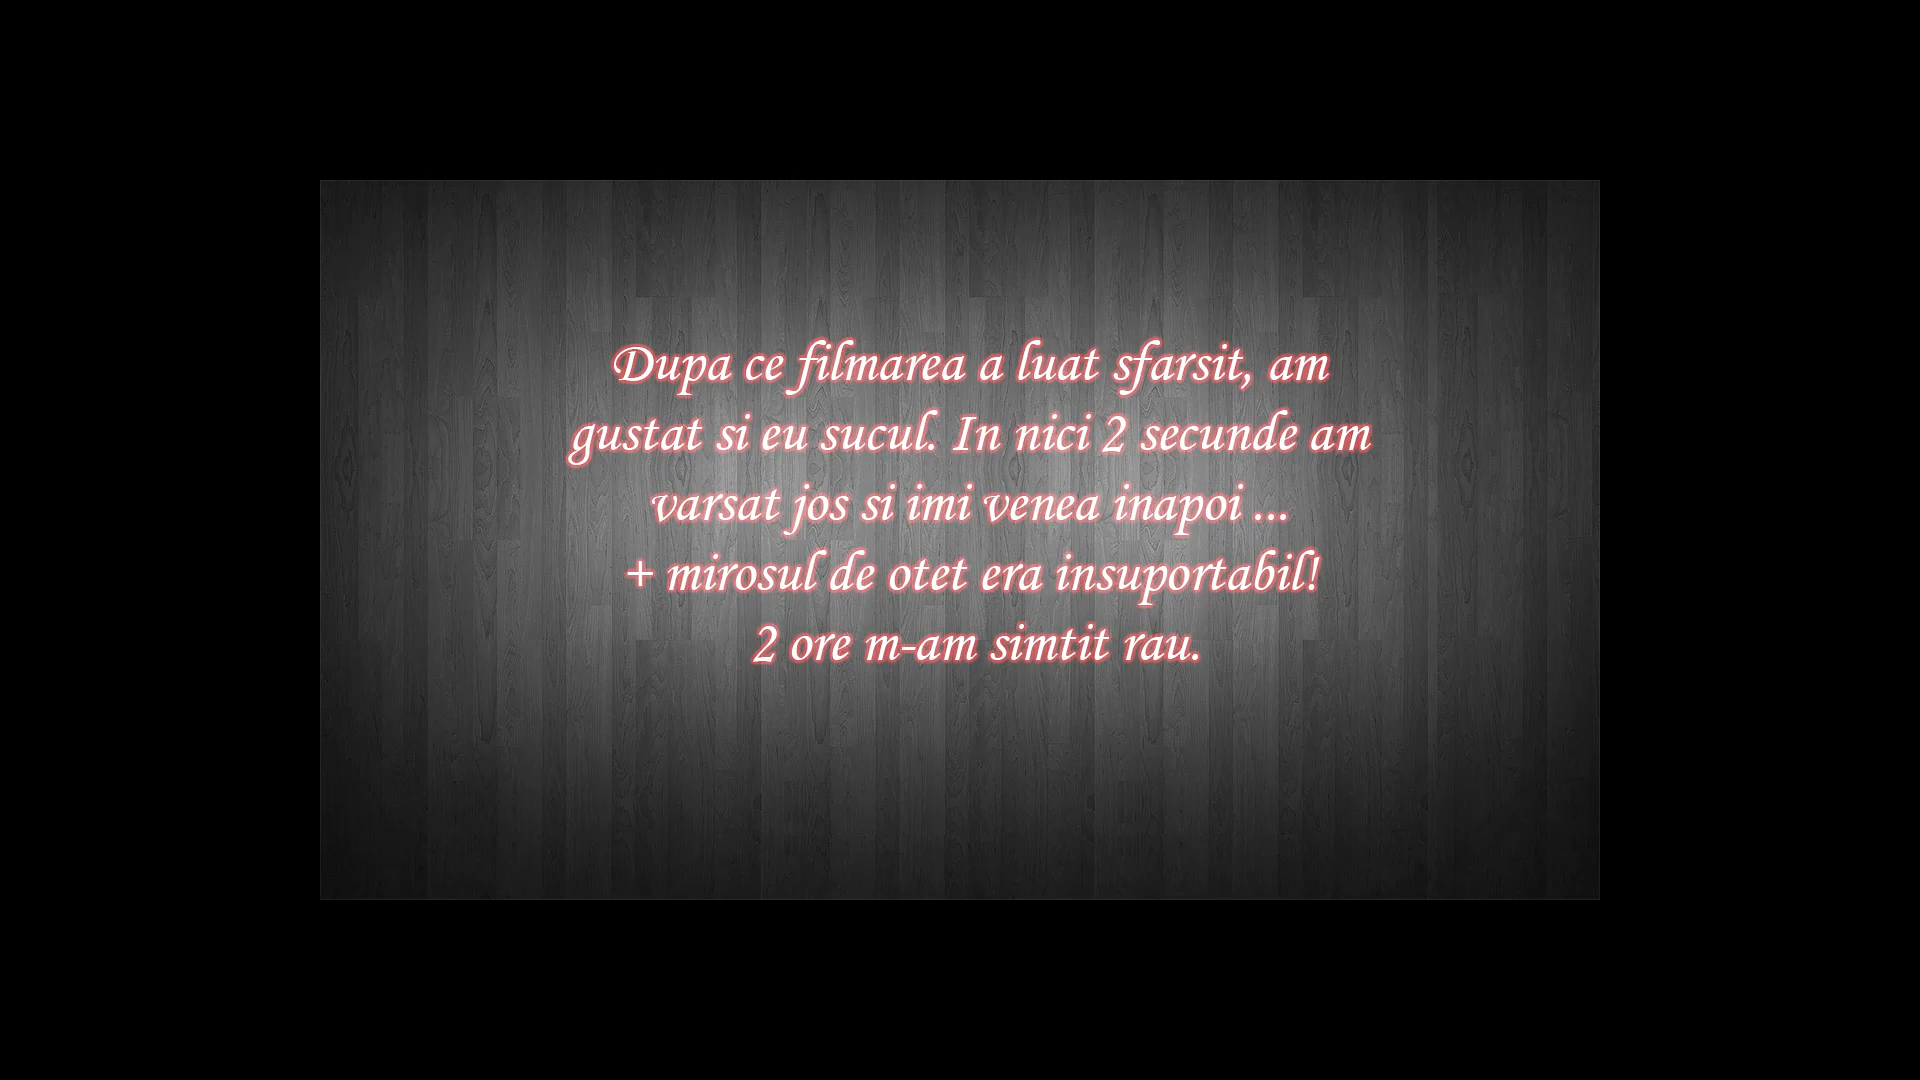 Dupa ce filmarea a luat sfarsit, am
gustat si eu sucul. In nici 2 secunde am
varsat jos si imi venea inapoi ...
+ mirosul de otet era insuportabil!
2 ore m-am simtit rau.